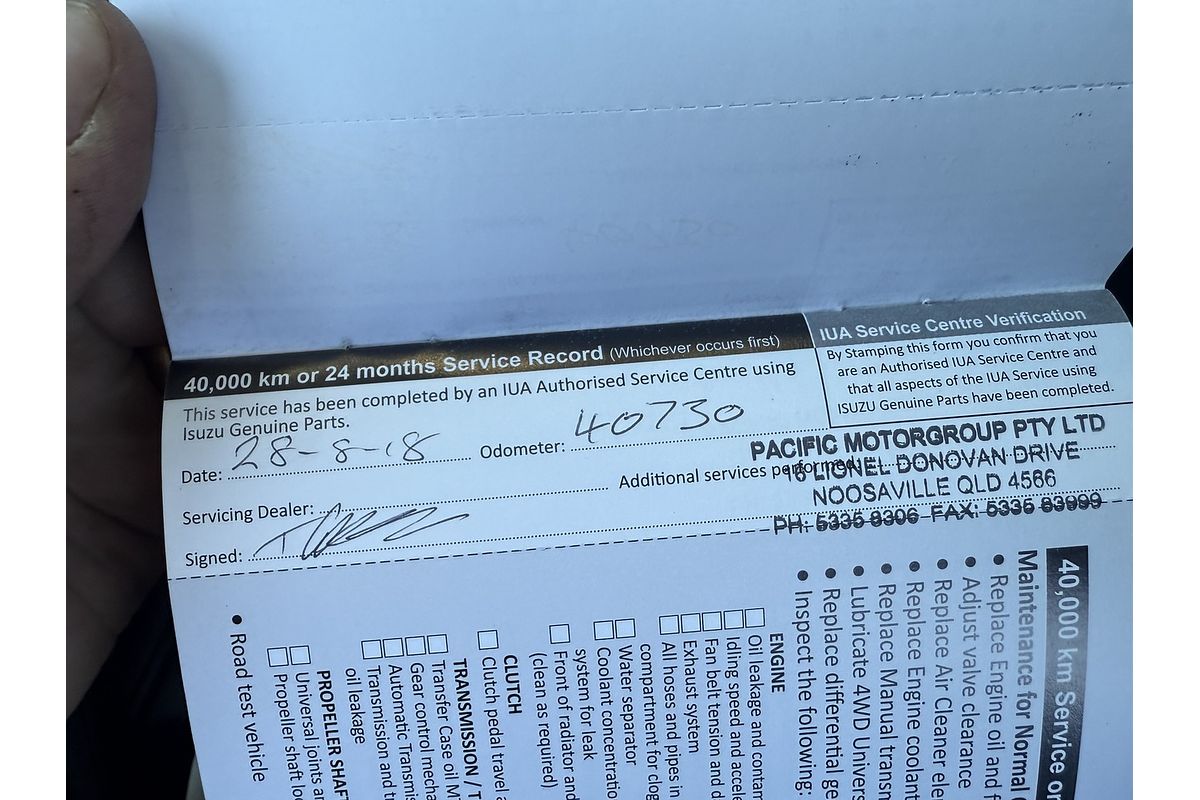 40,000 km or 24 months Service Record (Whichever occurs first)
This service has been completed by an IUA Authorised Service Centre using
Isuzu Genuine Parts.
Date: 28-8-18 Odometer: 40730
Servicing Dealer:
Additional services performed
Signed:
IUA Service Centre Verification
By Stamping this form you confirm that you
are an Authorised IUA Service Centre and
that all aspects of the IUA Service using
ISUZU Genuine Parts have been completed.
PACIFIC MOTORGROUP PTY LTD
16 LIONEL DONOVAN DRIVE
NOOSAVILLE QLD 4566
PH: 5335 8306 FAX: 5335 83999
40,000 km Service or
Maintenance for Normal
• Replace Engine oil and
• Adjust valve clearance
• Replace Air Cleaner
• Replace Engine coolant
• Replace Manual
• Lubricate 4WD
• Replace differential
• Inspect the following:
ENGINE
Oil leakage and
Idling speed and
Fan belt tension and
Exhaust system
All hoses and pipes in
compartment for
Water separator
Coolant
system for leak
Front of radiator and
(clean as required)
CLUTCH
Clutch pedal travel
TRANSMISSION /
Transfer Case oil
Gear control
Automatic
Transmission and
oil leakage
PROPELLER
Universal joints
Propeller shaft
• Road test vehicle